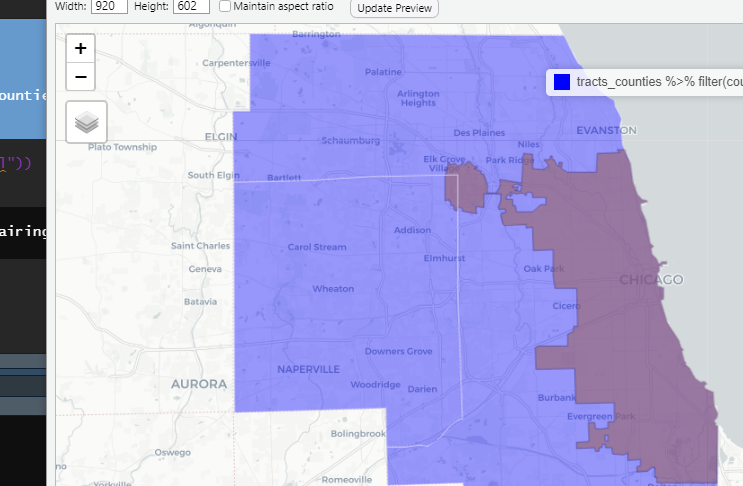 Width: 920 Height: 602 Maintain aspect ratio Update Preview
Algonquin
Barrington
+
−
Carpentersville
Palatine
tracts_counties %>% filter(cou
Arlington
Heights
ountie
ELGIN
Plato Township
Schaumburg
Des Plaines
EVANSTON
Niles
]"))
Elk Grove
Village
Park Ridge
South Elgin
Bartlett
airing
Addison
Saint Charles
Carol Stream
Elmhurst
Geneva
Oak Park
CHICAGO
Batavia
Wheaton
Cicero
Downers Grove
NAPERVILLE
AURORA
Woodridge
Darien
Burbank
Evergreen Park
Bolingbrook
Oswego
no
Romeoville
Yorkville